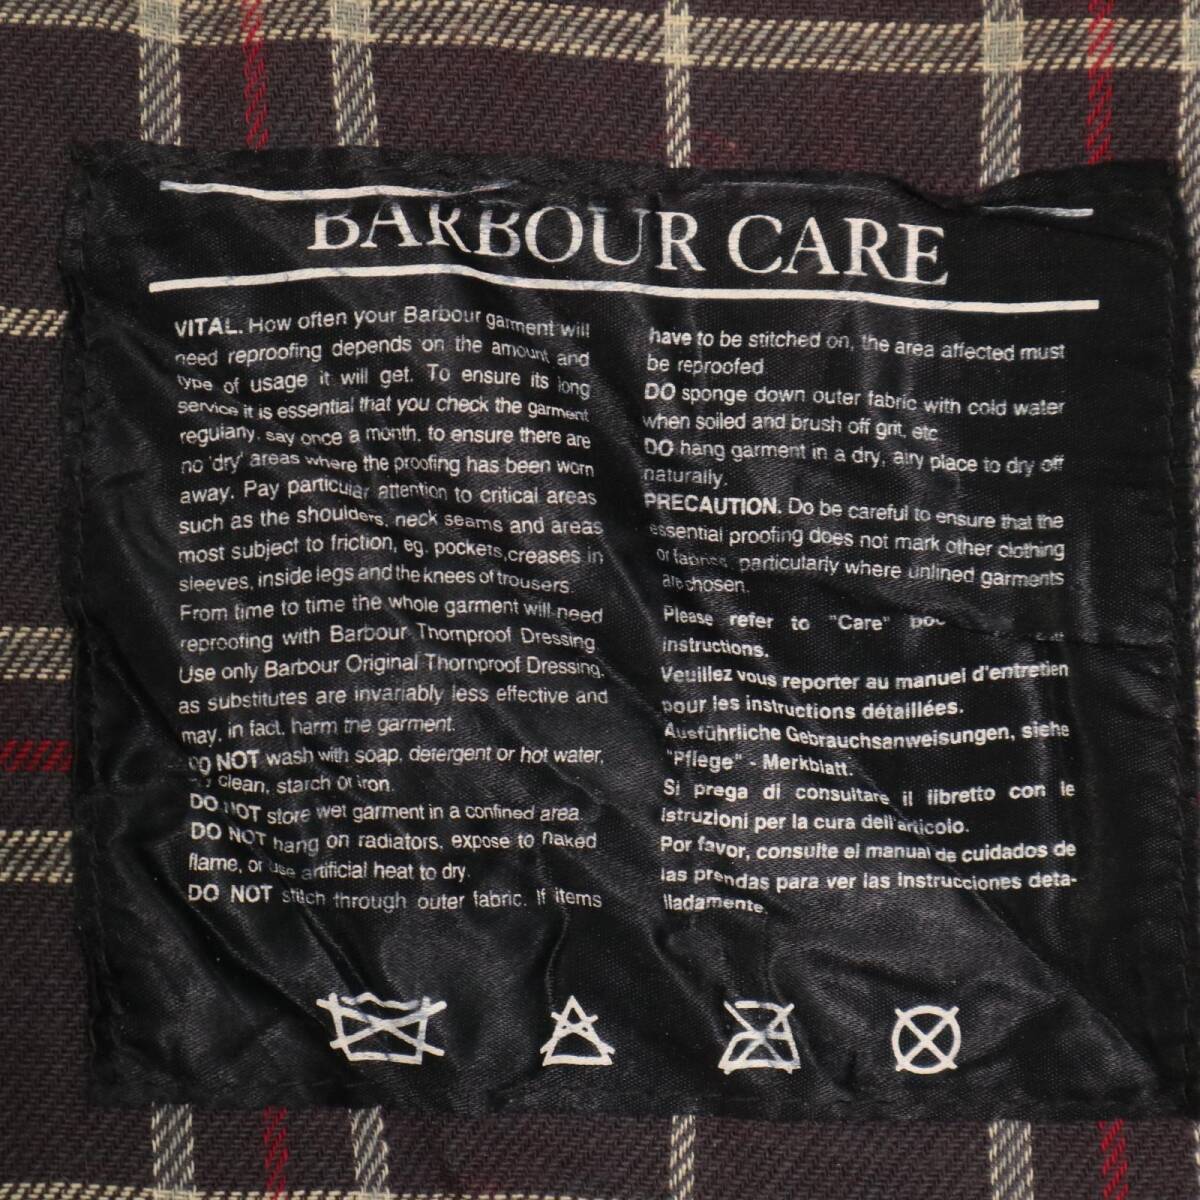 BARBOUR CARE
VITAL. How often your Barbour garment will
need reproofing depends on the amount and
type of usage it will get. To ensure its long
service it is essential that you check the garment
regularly, say once a month, to ensure there are
no 'dry' areas where the proofing has been worn
away. Pay particular attention to critical areas
such as the shoulders, neck seams and areas
most subject to friction, eg. pockets,creases in
sleeves, inside legs and the knees of trousers.
From time to time the whole garment will need
reproofing with Barbour Thornproof Dressing.
Use only Barbour Original Thornproof Dressing,
as substitutes are invariably less effective and
may, in fact, harm the garment.
DO NOT wash with soap, detergent or hot water,
clean, starch or iron.
DO NOT store wet garment in a confined area.
DO NOT hang on radiators, expose to naked
flame, or use artificial heat to dry.
DO NOT stitch through outer fabric. If items
have to be stitched on, the area affected must
be reproofed
DO sponge down outer fabric with cold water
when soiled and brush off grit, etc
DO hang garment in a dry, airy place to dry off
naturally.
PRECAUTION. Do be careful to ensure that the
essential proofing does not mark other clothing
or fabrics, particularly where unlined garments
are chosen.
Please refer to "Care"
instructions.
Veuillez vous reporter au manuel d'entretien
pour les instructions détaillées.
Ausführliche Gebrauchsanweisungen, siehe
"Pflege" - Merkblatt.
Si prega di consultare il libretto con le
istruzioni per la cura dell'articolo.
Por favor, consulte el manual de cuidados de
las prendas para ver las instrucciones deta-
lladamente.